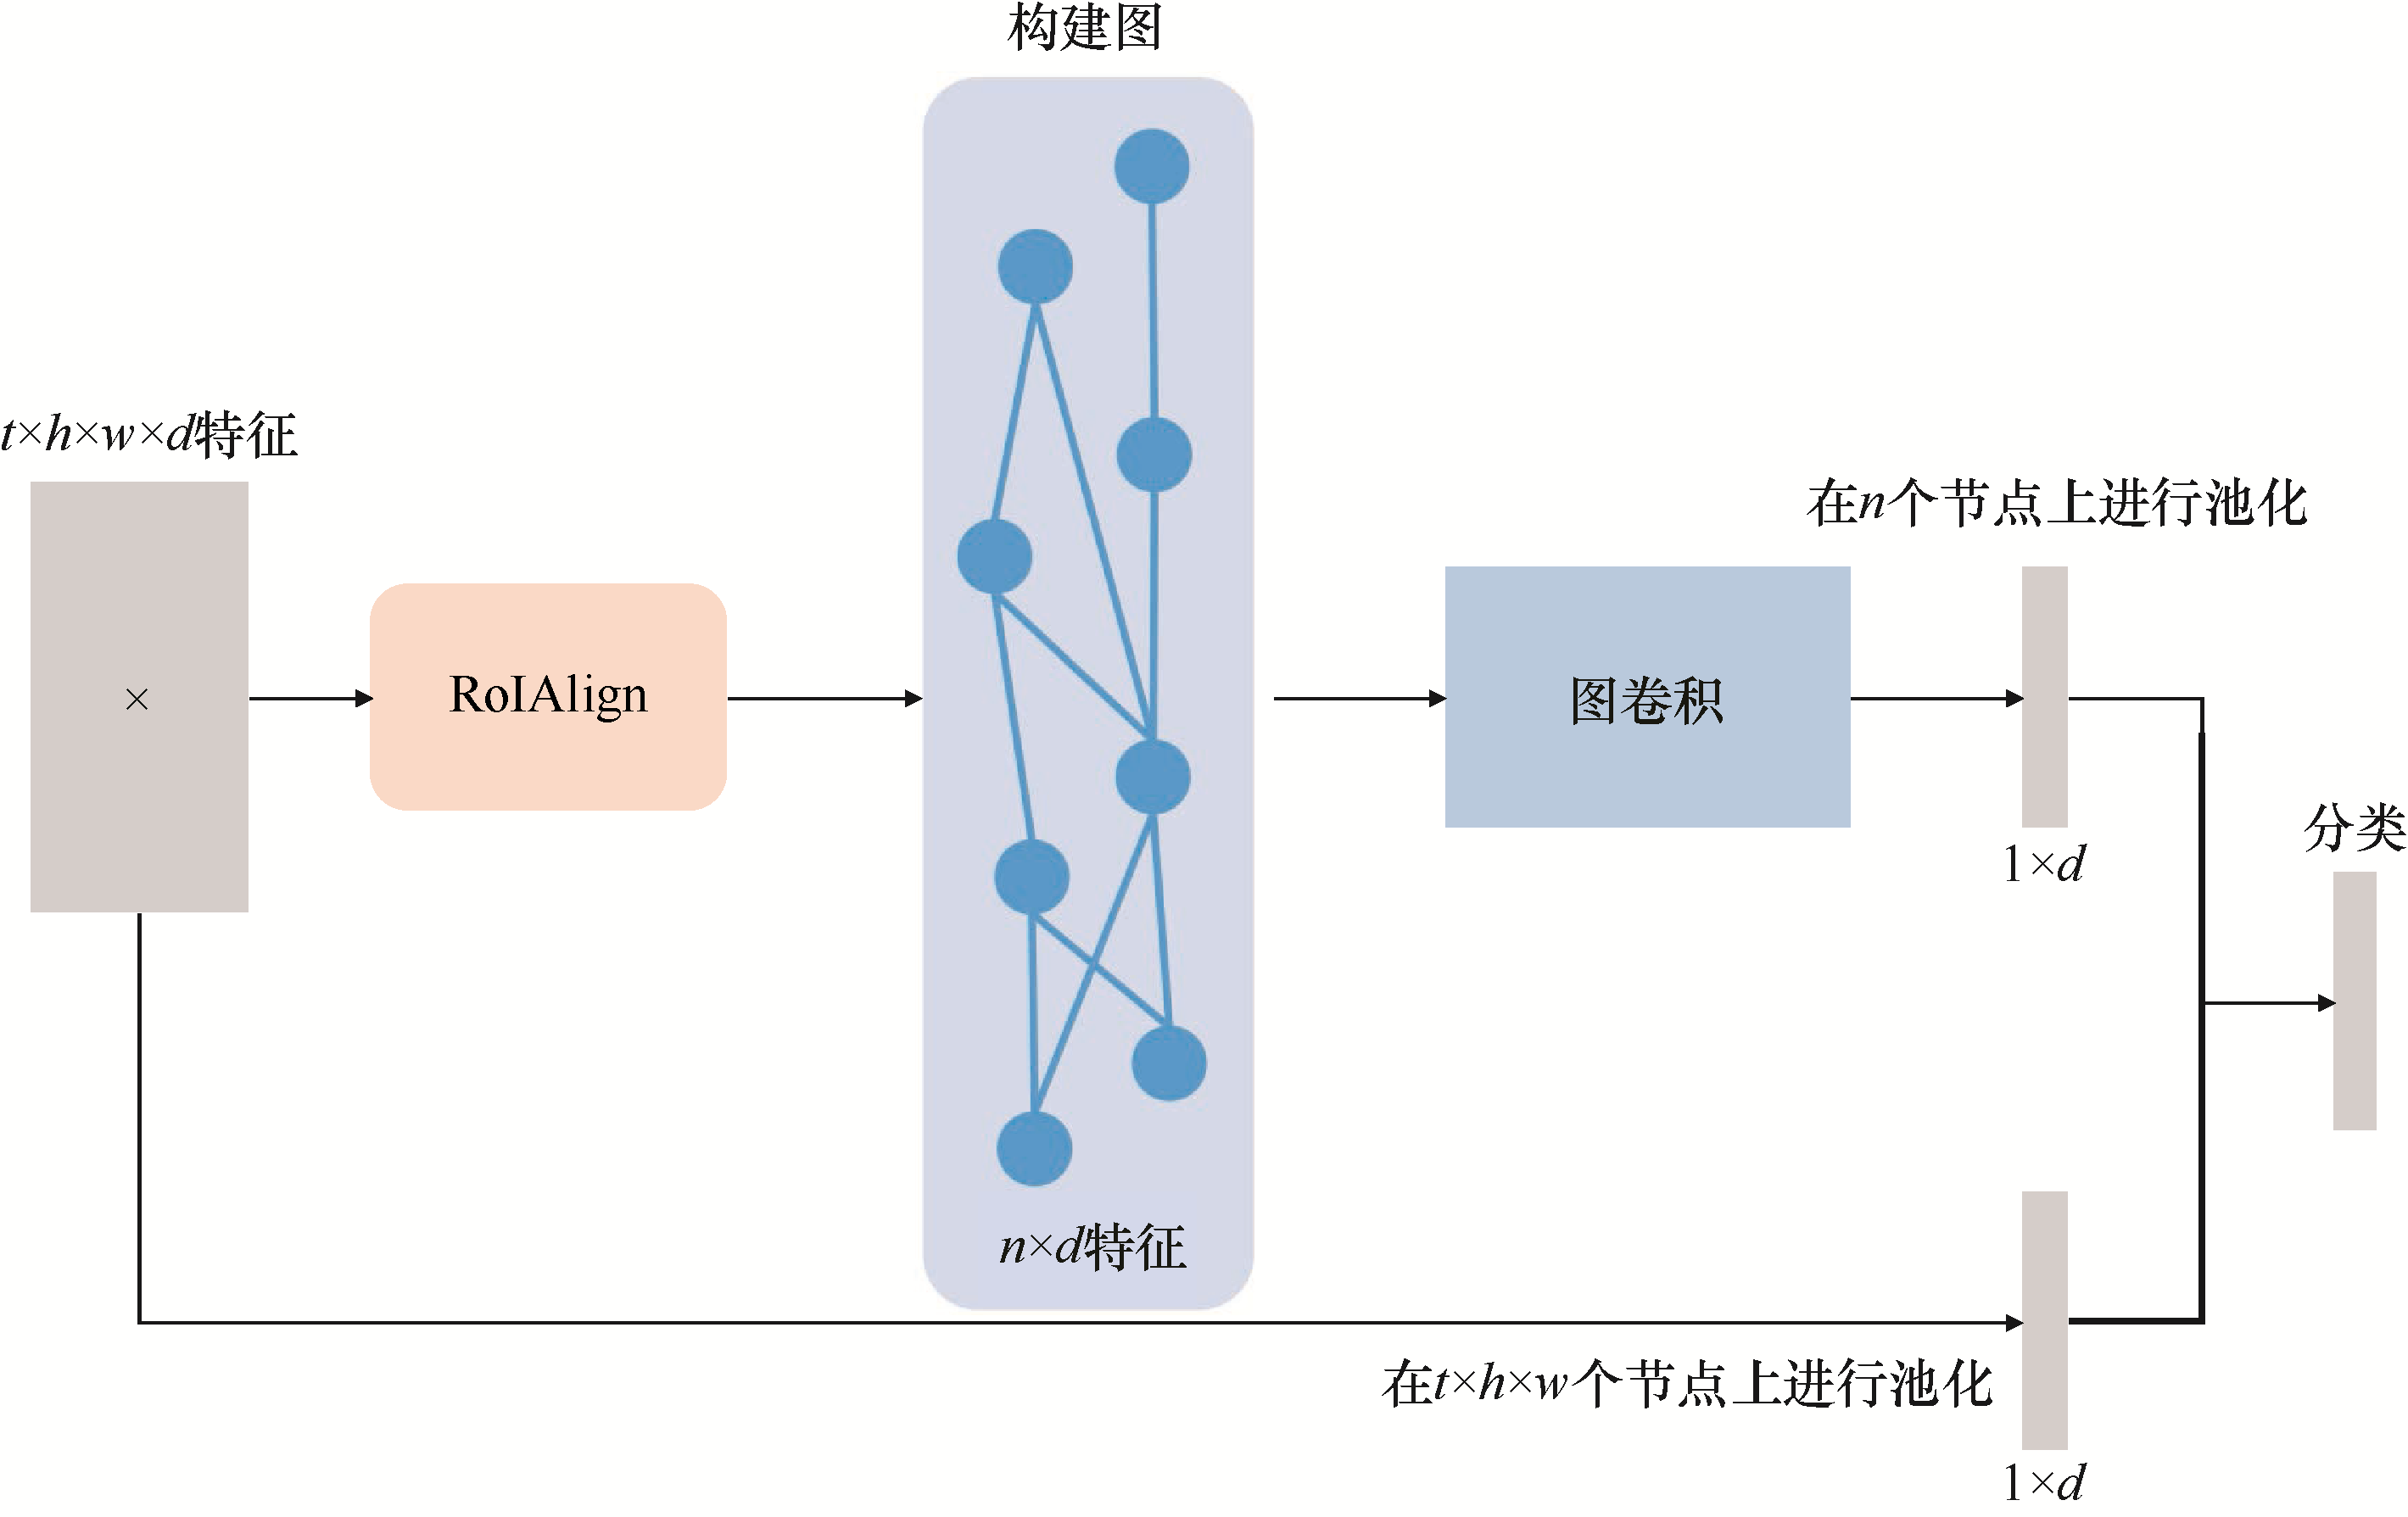 构建图
t×h×w×d特征
×
RoIAlign
n×d特征
图卷积
在n个节点上进行池化
1×d
分类
在t×h×w个节点上进行池化
1×d